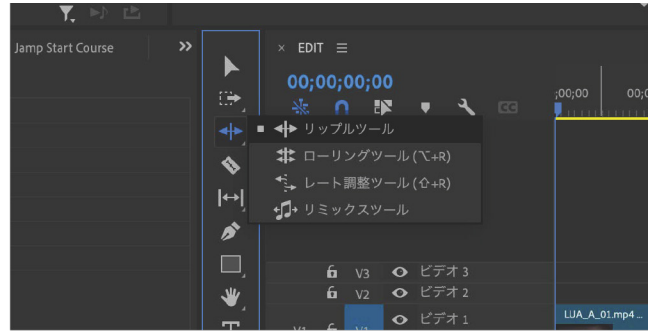 Jamp Start Course
EDIT
00;00;00;00
;00;00
リップルツール
ローリングツール (⌥+R)
レート調整ツール (⇧+R)
リミックスツール
V3 ビデオ 3
V2 ビデオ 2
V1 V1 ビデオ 1
LUA_A_01.mp4 ...